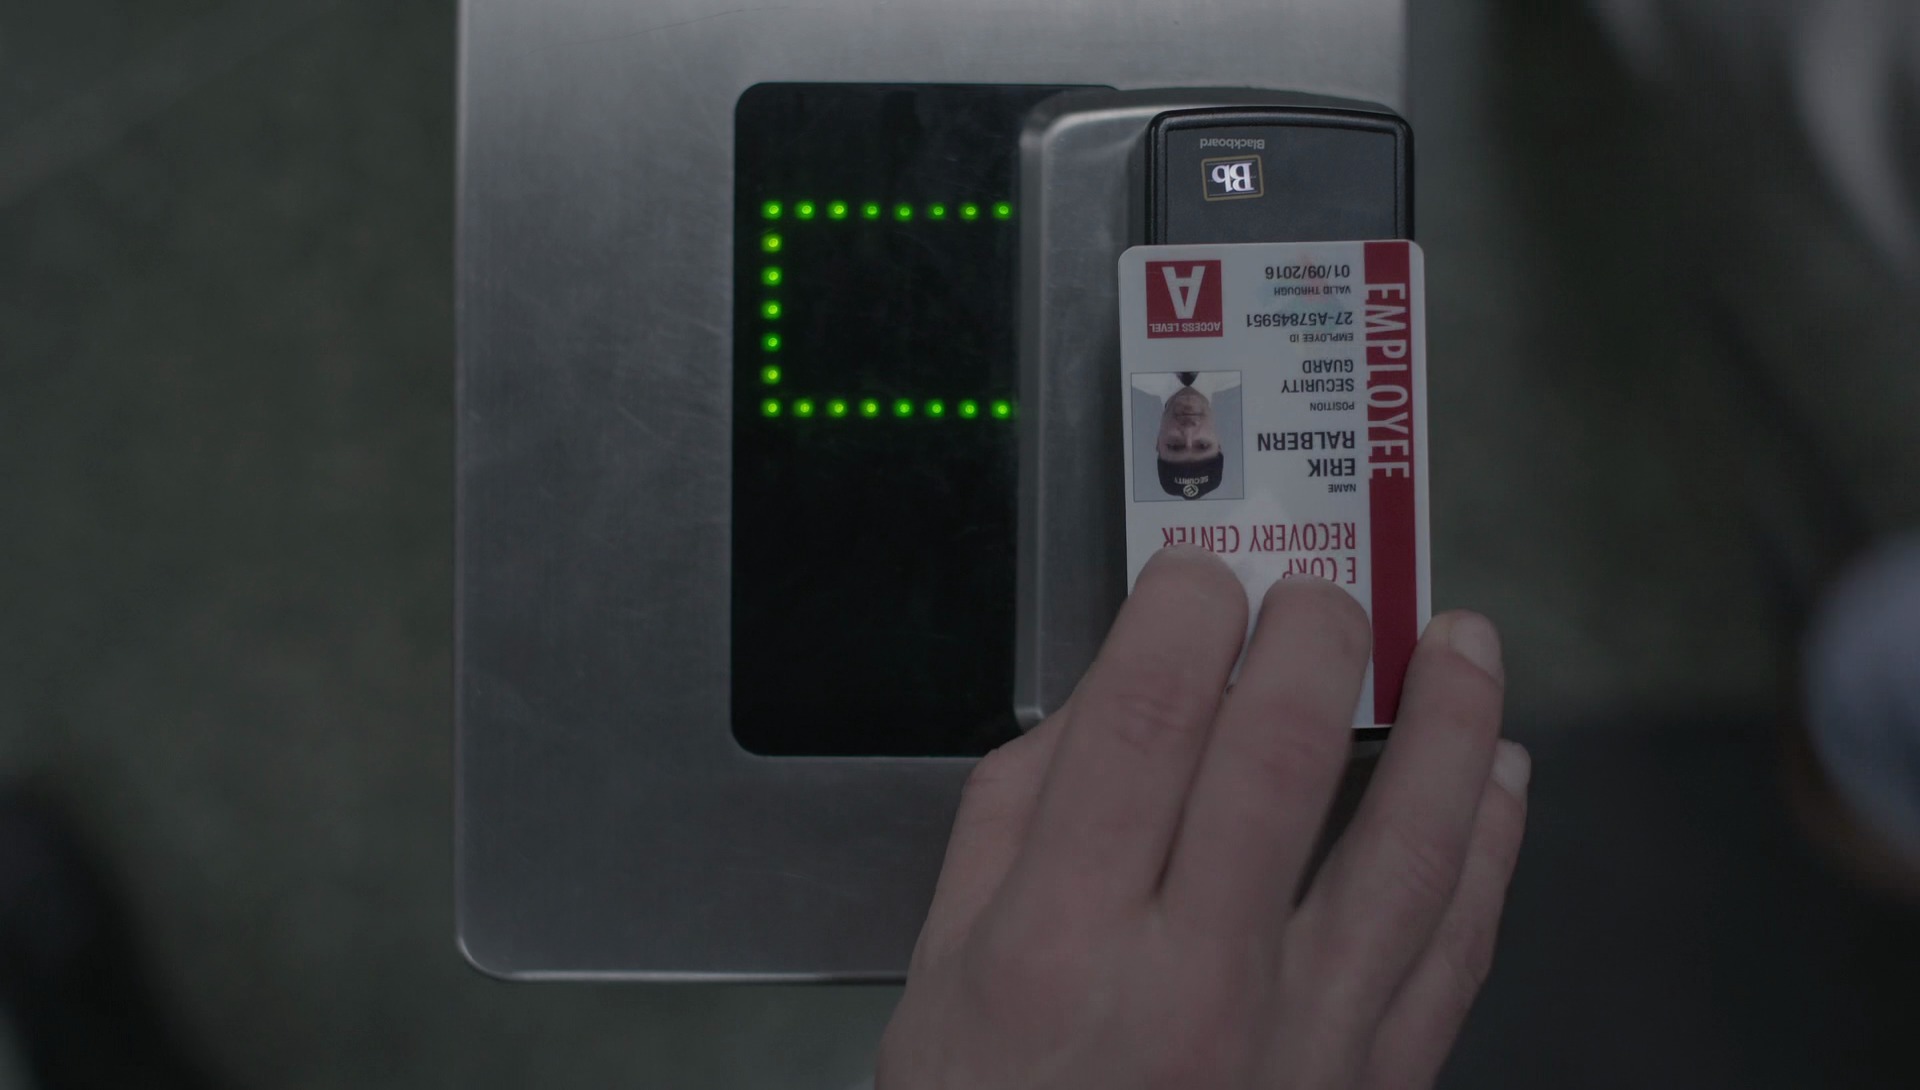 Blackboard
Bb
E CORP
RECOVERY CENTER
NAME
ERIK
RALBERN
POSITION
SECURITY
GUARD
EMPLOYEE ID
27-A57845951
VALID THROUGH
01/09/2016
SECURITY
ACCESS LEVEL
A
EMPLOYEE